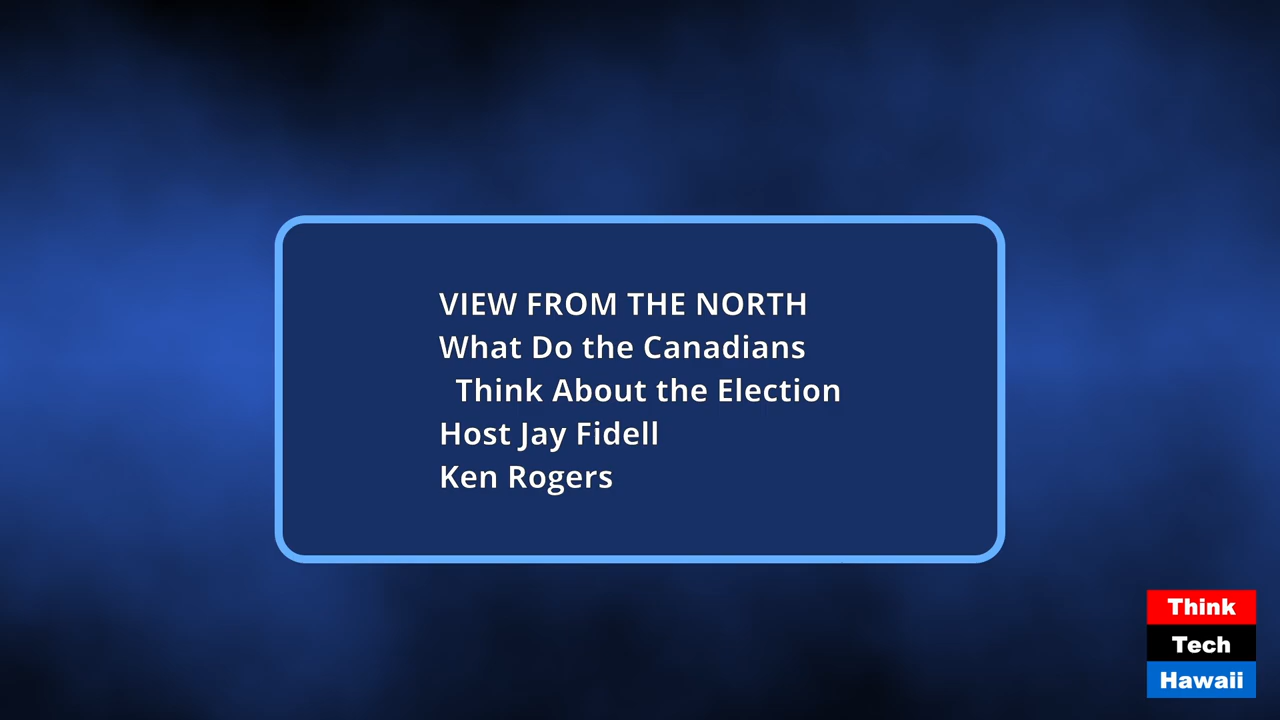 VIEW FROM THE NORTH
What Do the Canadians
Think About the Election
Host Jay Fidell
Ken Rogers
Think
Tech
Hawaii